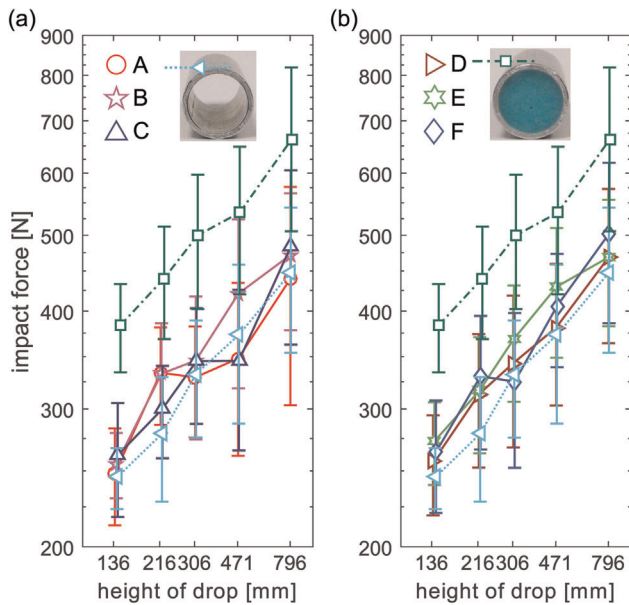 (a)
900
800
700
600
500
400
300
200
impact force [N]
A
B
C
136 216 306 471 796
height of drop [mm]
(b)
900
800
700
600
500
400
300
200
D
E
F
136 216 306 471 796
height of drop [mm]